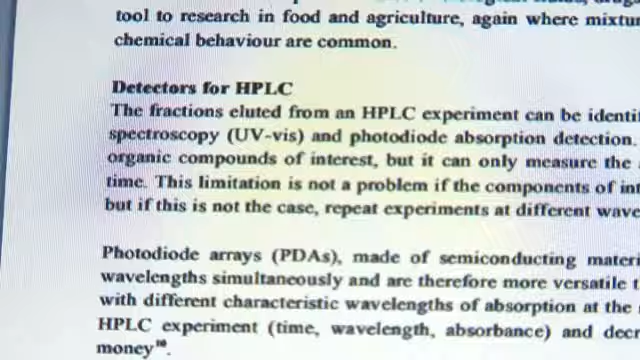 tool to research in food and agriculture, again where mixtu
chemical behaviour are common.
Detectors for HPLC
The fractions eluted from an HPLC experiment can be identi
spectroscopy (UV-vis) and photodiode absorption detection.
organic compounds of interest, but it can only measure the
time. This limitation is not a problem if the components of in
but if this is not the case, repeat experiments at different wave
Photodiode arrays (PDAs), made of semiconducting materi
wavelengths simultaneously and are therefore more versatile t
with different characteristic wavelengths of absorption at the
HPLC experiment (time, wavelength, absorbance) and decr
money